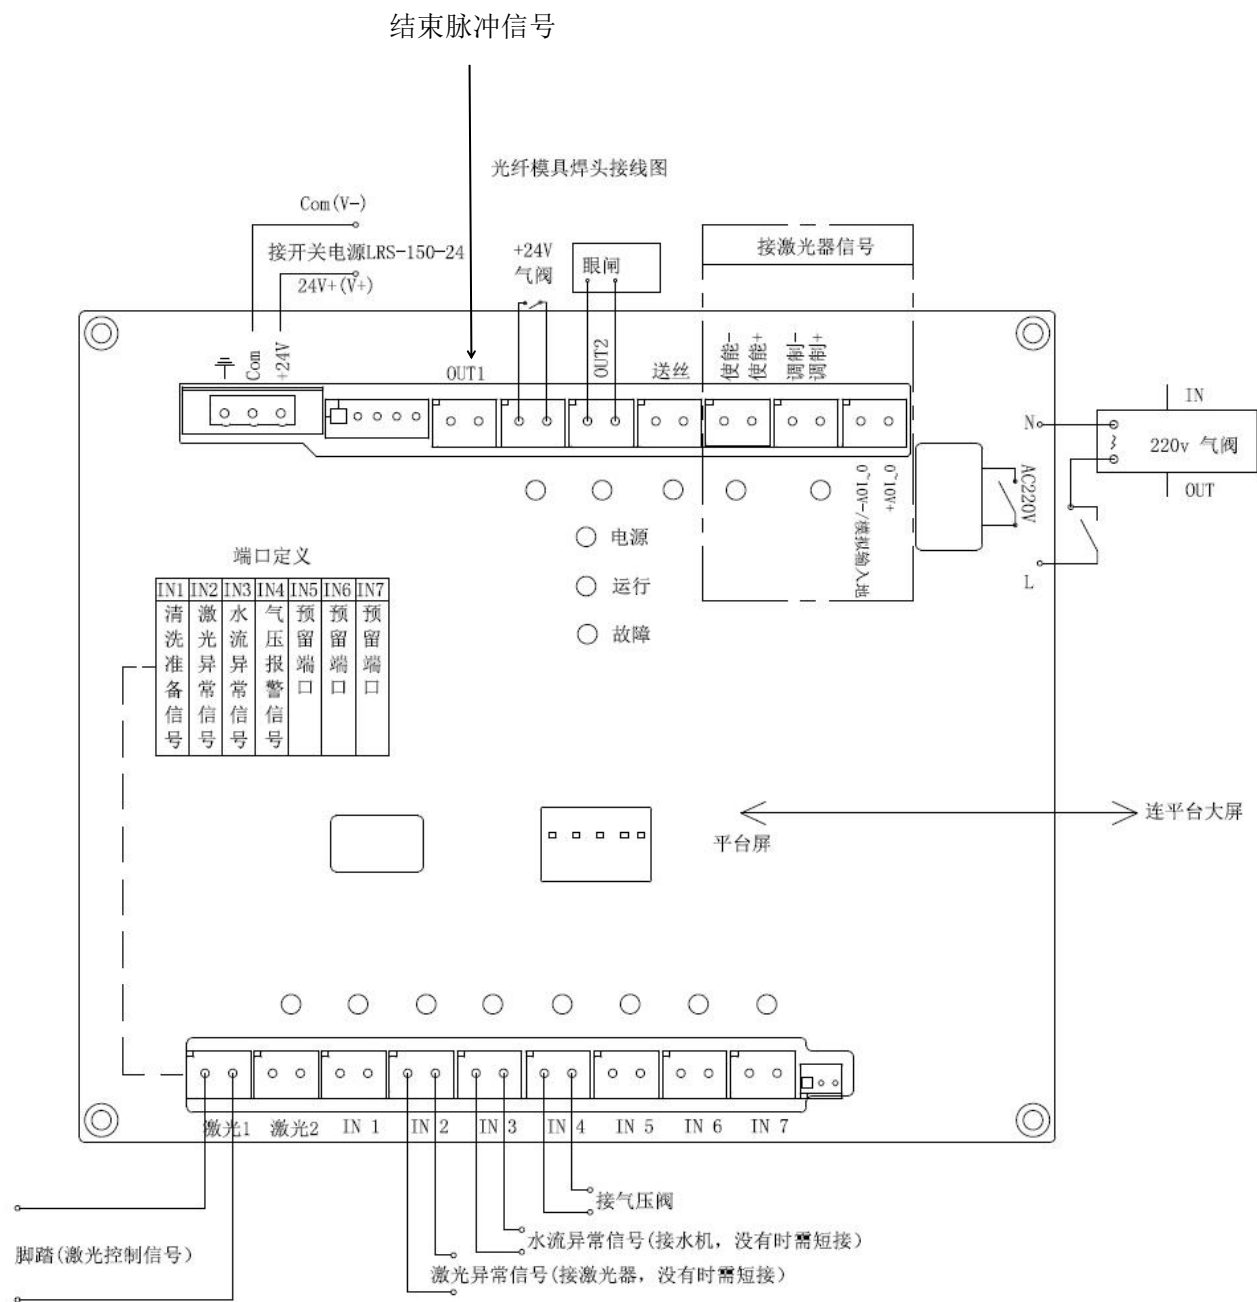 结束脉冲信号
光纤模具焊头接线图
Com(V-)
接开关电源LRS-150-24
24V+(V+)
+24V
气阀
眼闸
接激光器信号
Com
+24V
OUT1
OUT2
送丝
使能-
使能+
调制-
调制+
0~10V-/模拟输入地
0~10V+
N
AC220V
L
IN
220v 气阀
OUT
电源
运行
故障
端口定义
IN1 IN2 IN3 IN4 IN5 IN6 IN7
清洗准备信号
激光异常信号
水流异常信号
气压报警信号
预留端口
预留端口
预留端口
平台屏
连平台大屏
激光1 激光2 IN 1 IN 2 IN 3 IN 4 IN 5 IN 6 IN 7
接气压阀
水流异常信号(接水机，没有时需短接)
脚踏(激光控制信号)
激光异常信号(接激光器，没有时需短接)